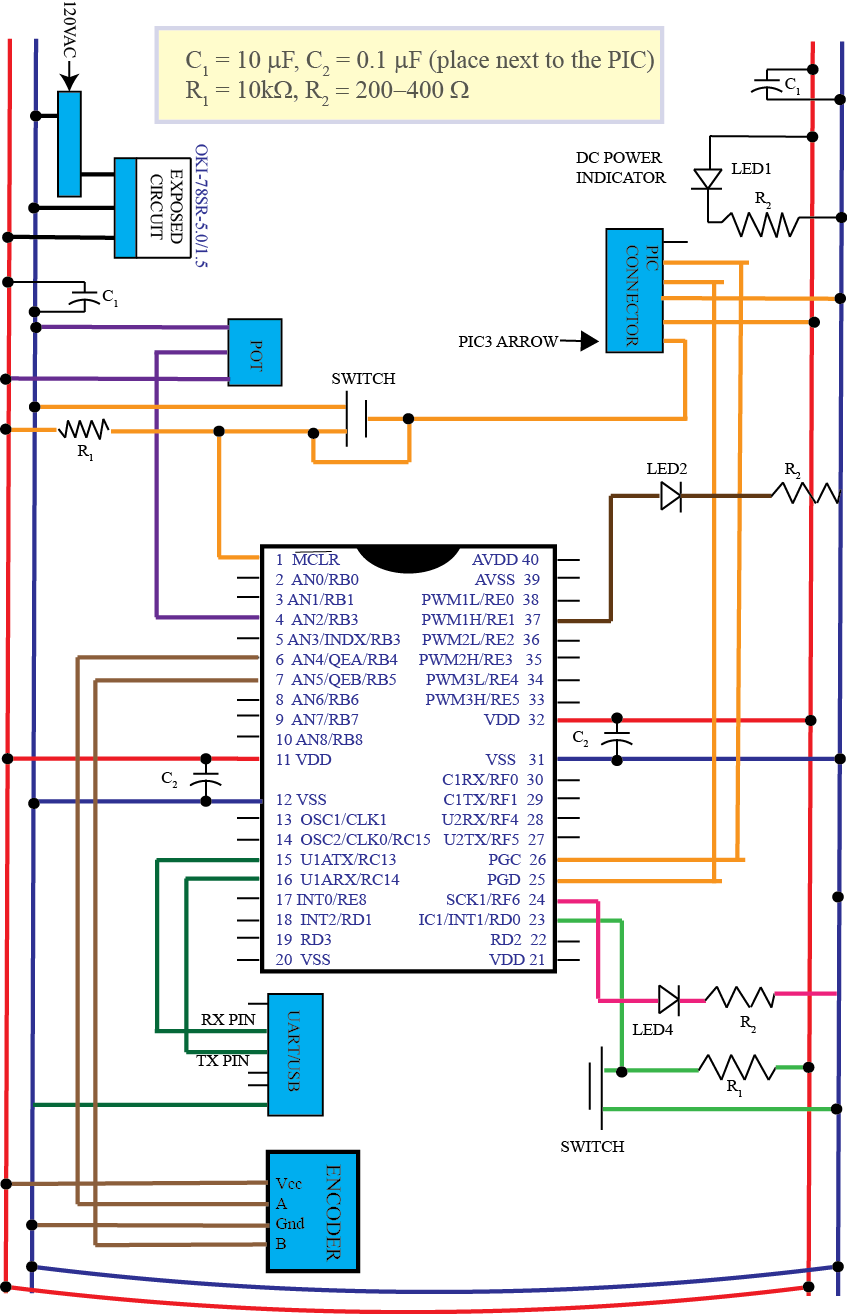 120VAC
C1 = 10 µF, C2 = 0.1 µF (place next to the PIC)
R1 = 10kΩ, R2 = 200–400 Ω
C1
DC POWER
INDICATOR
LED1
R2
EXPOSED
CIRCUIT
OKI-78SR-5.0/1.5
PIC
CONNECTOR
C1
PIC3 ARROW
POT
SWITCH
R1
LED2
R2
1 MCLR
2 AN0/RB0
3 AN1/RB1
4 AN2/RB3
5 AN3/INDX/RB3
6 AN4/QEA/RB4
7 AN5/QEB/RB5
8 AN6/RB6
9 AN7/RB7
10 AN8/RB8
11 VDD
12 VSS
13 OSC1/CLK1
14 OSC2/CLK0/RC15
15 U1ATX/RC13
16 U1ARX/RC14
17 INT0/RE8
18 INT2/RD1
19 RD3
20 VSS
AVDD 40
AVSS 39
PWM1L/RE0 38
PWM1H/RE1 37
PWM2L/RE2 36
PWM2H/RE3 35
PWM3L/RE4 34
PWM3H/RE5 33
VDD 32
VSS 31
C1RX/RF0 30
C1TX/RF1 29
U2RX/RF4 28
U2TX/RF5 27
PGC 26
PGD 25
SCK1/RF6 24
IC1/INT1/RD0 23
RD2 22
VDD 21
C2
C2
RX PIN
TX PIN
UART/USB
LED4
R2
R1
SWITCH
Vcc
A
Gnd
B
ENCODER